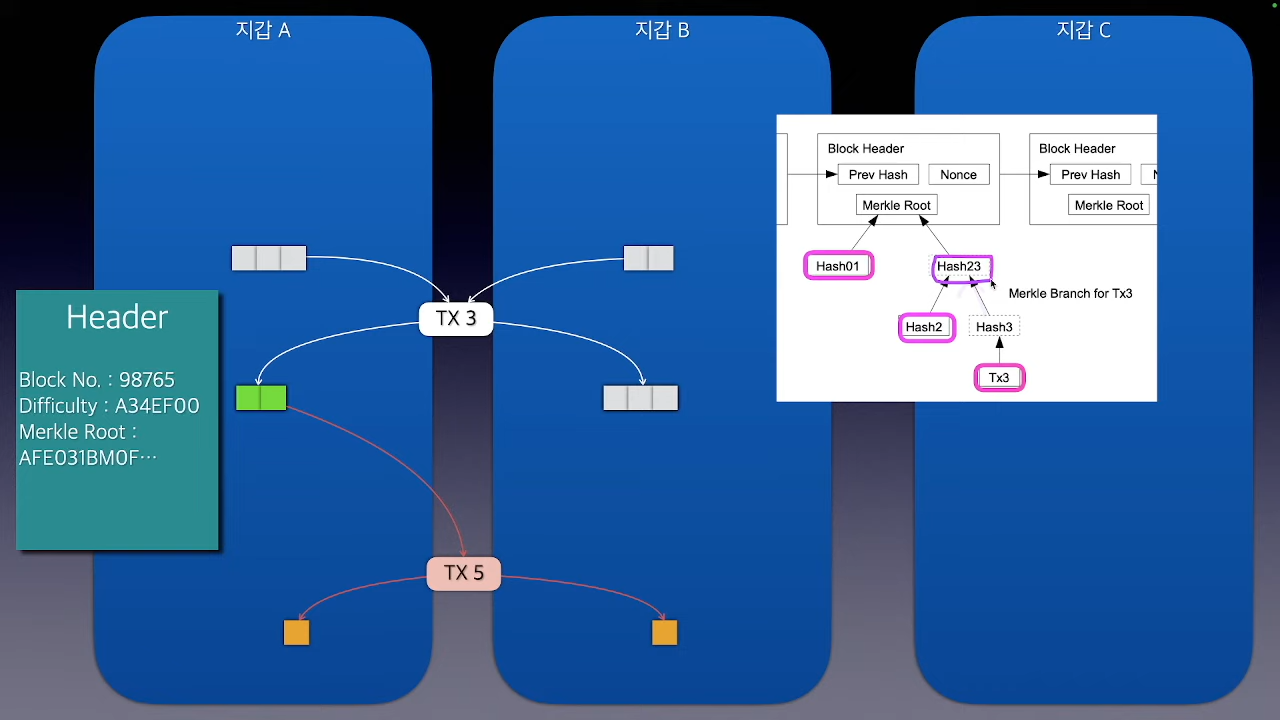 지갑 A
지갑 B
지갑 C
Block Header
Prev Hash
Nonce
Merkle Root
Block Header
Prev Hash
N
Merkle Root
Hash01
Hash23
Merkle Branch for Tx3
Hash2
Hash3
Tx3
TX 3
Header
Block No. : 98765
Difficulty : A34EF00
Merkle Root :
AFE031BM0F⋯
TX 5